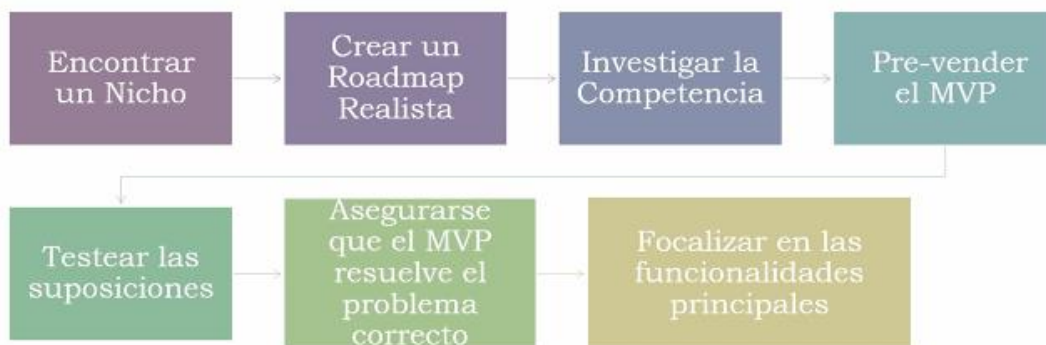 Encontrar
un Nicho
Crear un
Roadmap
Realista
Investigar la
Competencia
Pre-vender
el MVP
Testear las
suposiciones
Asegurarse
que el MVP
resuelve el
problema
correcto
Focalizar en las
funcionalidades
principales